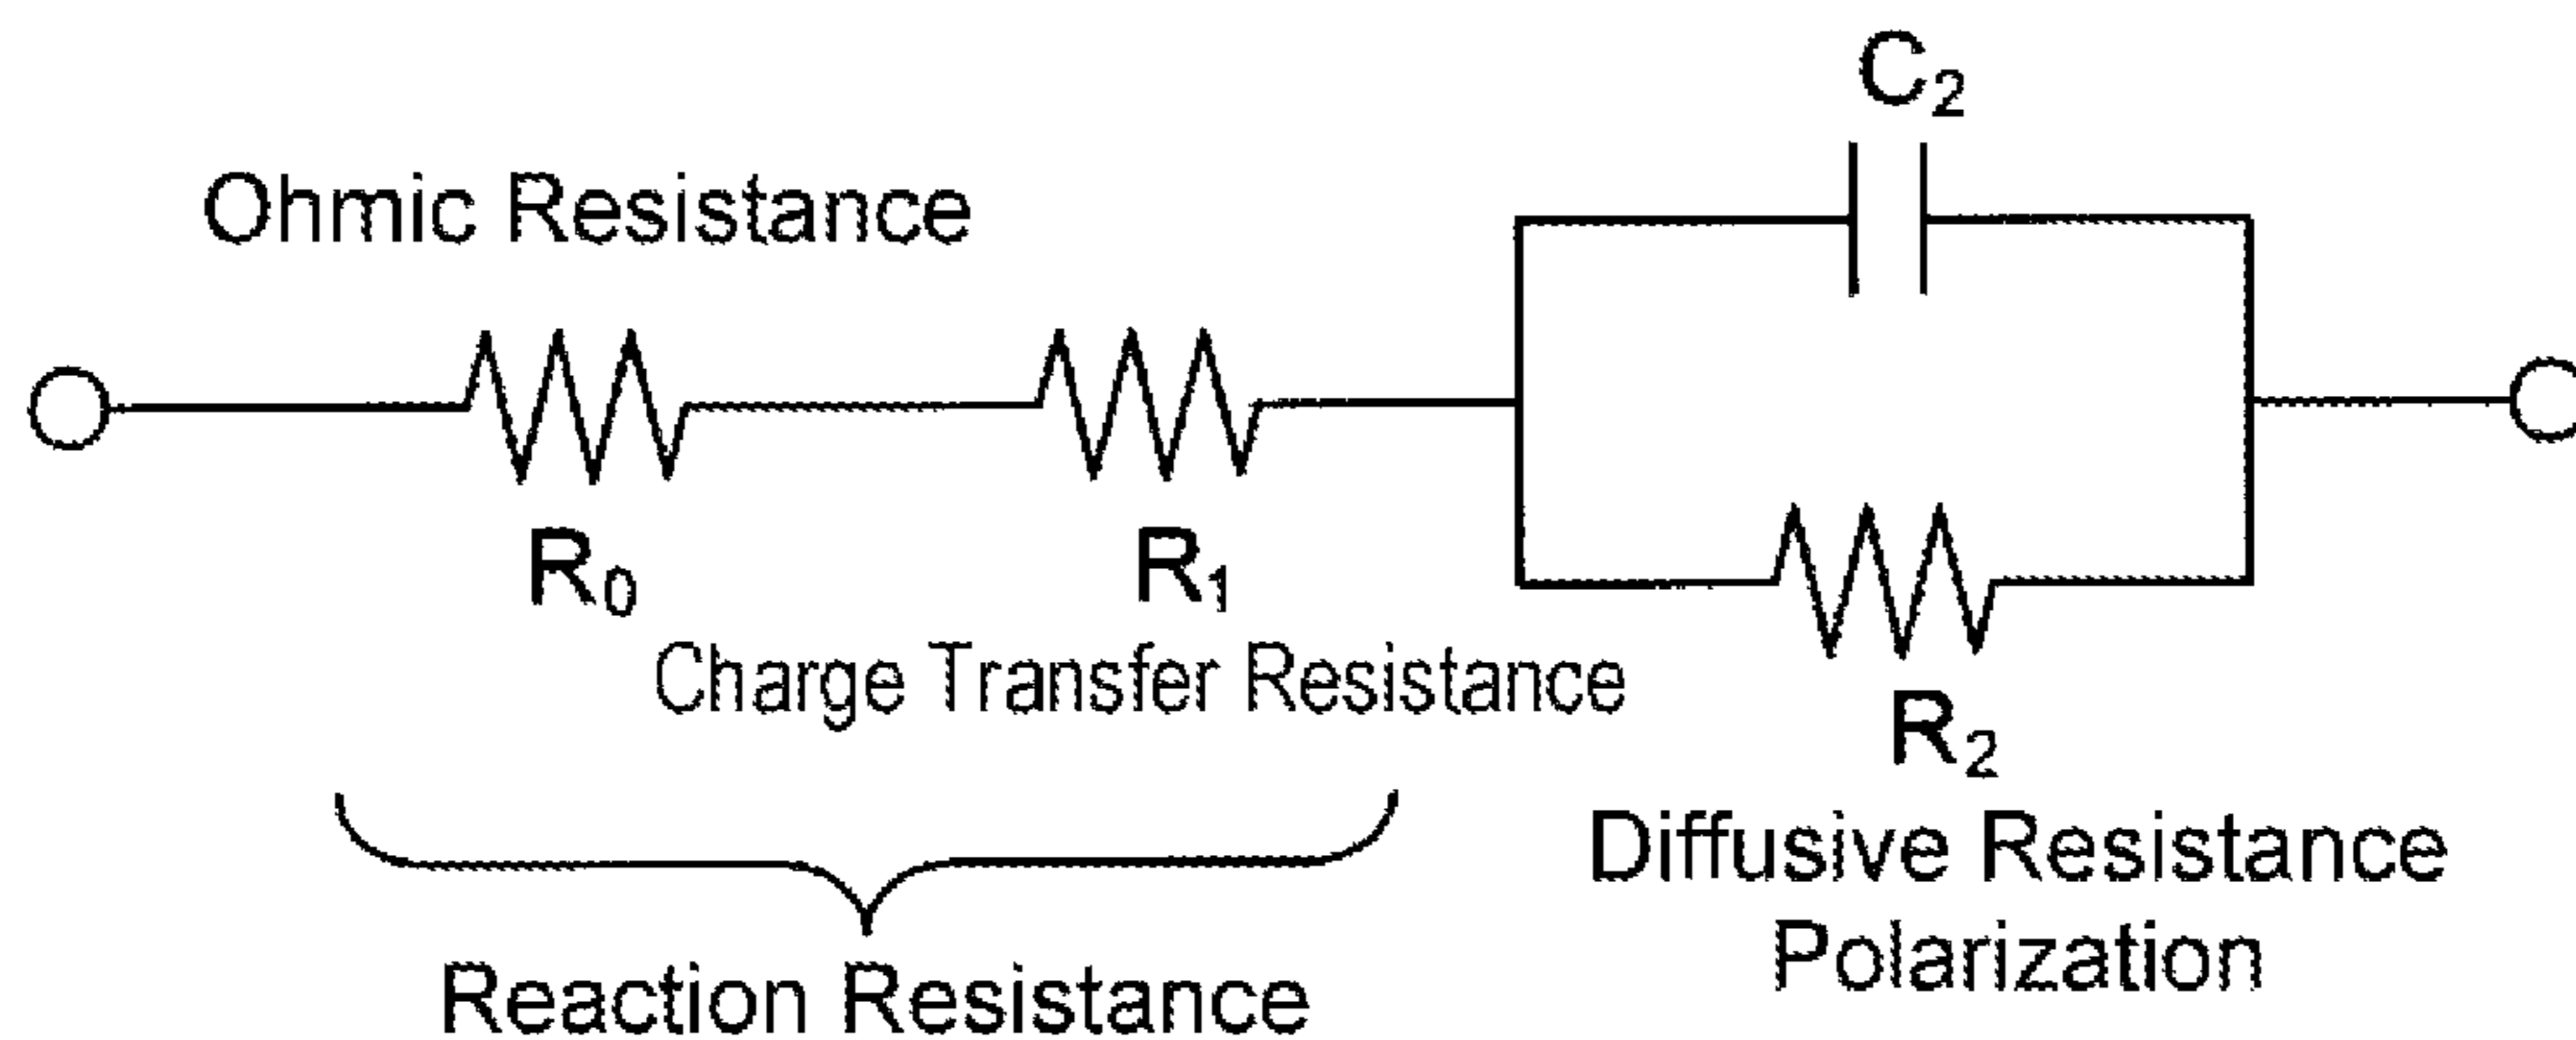 C₂
Ohmic Resistance
R₀
R₁
Charge Transfer Resistance
R₂
Diffusive Resistance
Polarization
Reaction Resistance